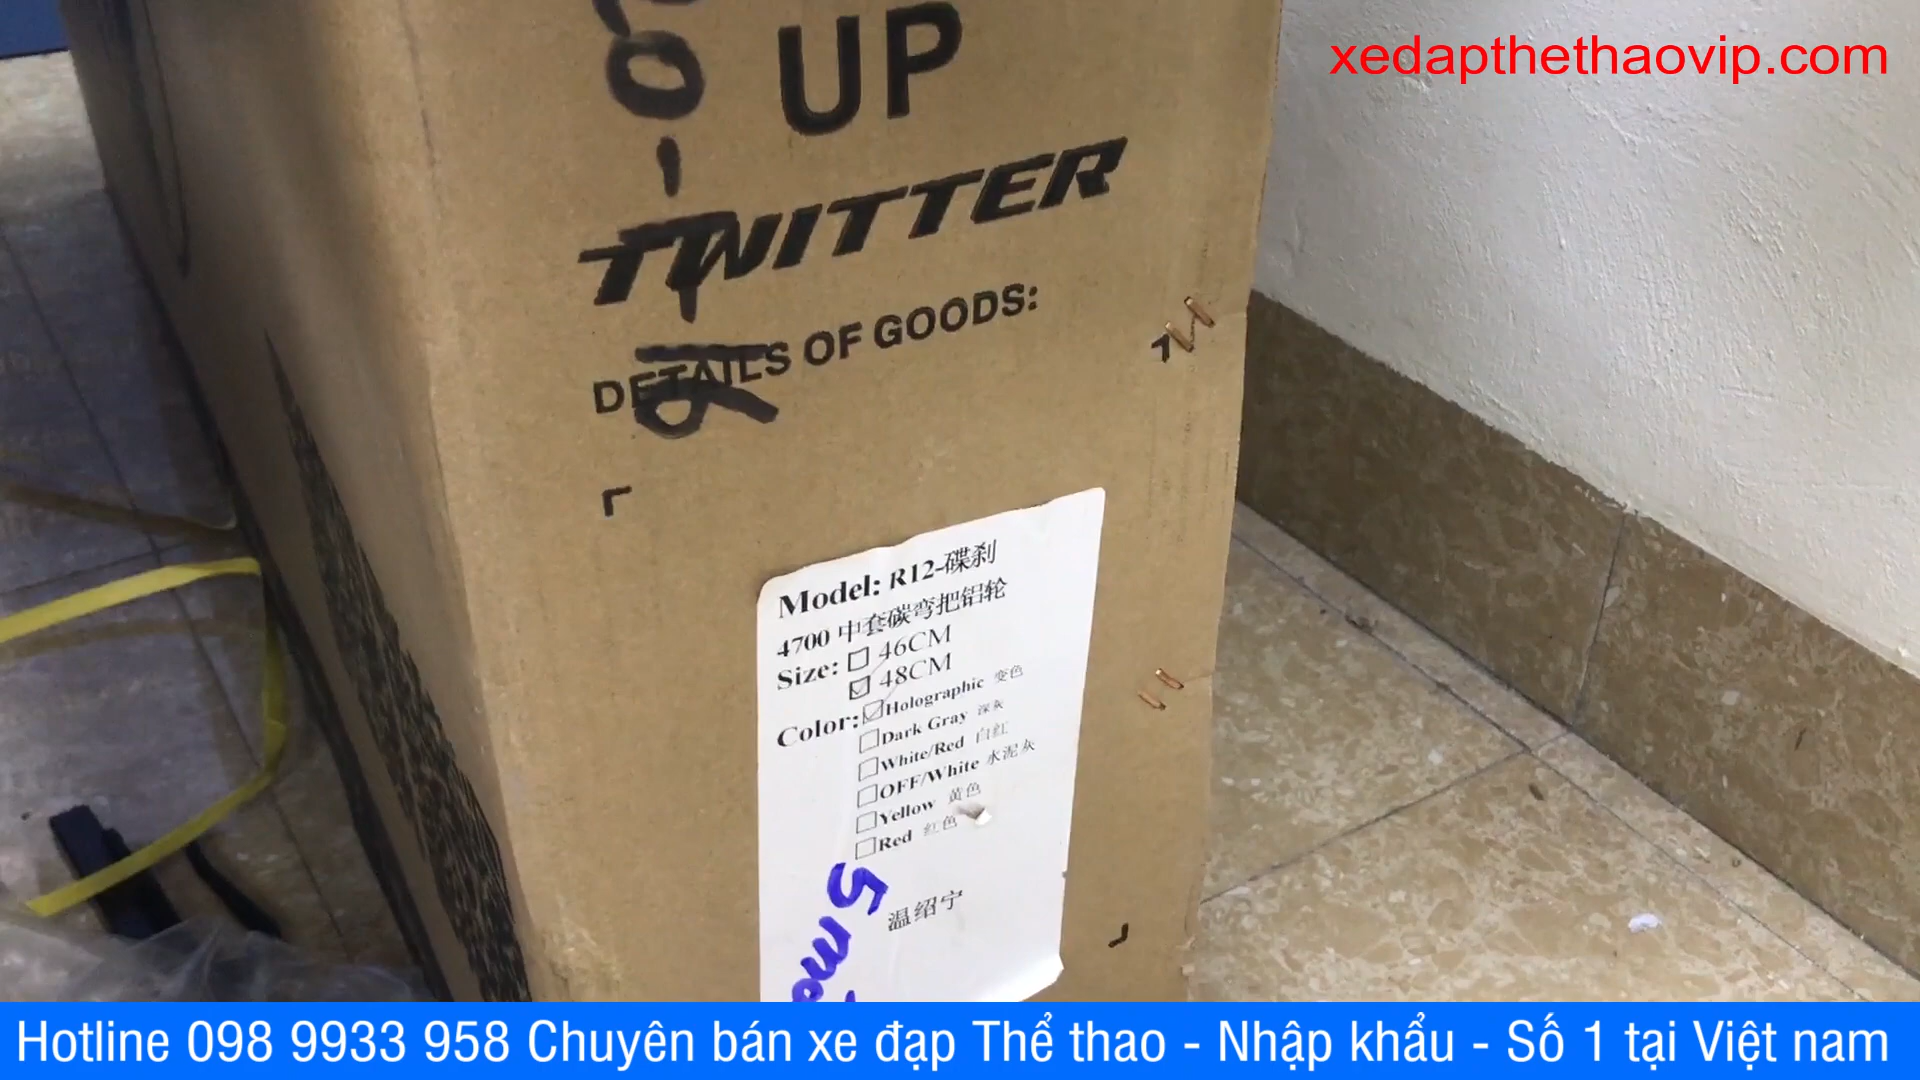 xedapthethaovip.com
UP
TWITTER
DETAILS OF GOODS:
Model: R12-碟刹
4700 中套碳弯把铝轮
Size: 46CM
48CM
Color: Holographic 变色
Dark Gray 深灰
White/Red 白红
OFF/White 水泥灰
Yellow 黄色
Red 红色
温绍宁
Hotline 098 9933 958 Chuyên bán xe đạp Thể thao - Nhập khẩu - Số 1 tại Việt nam